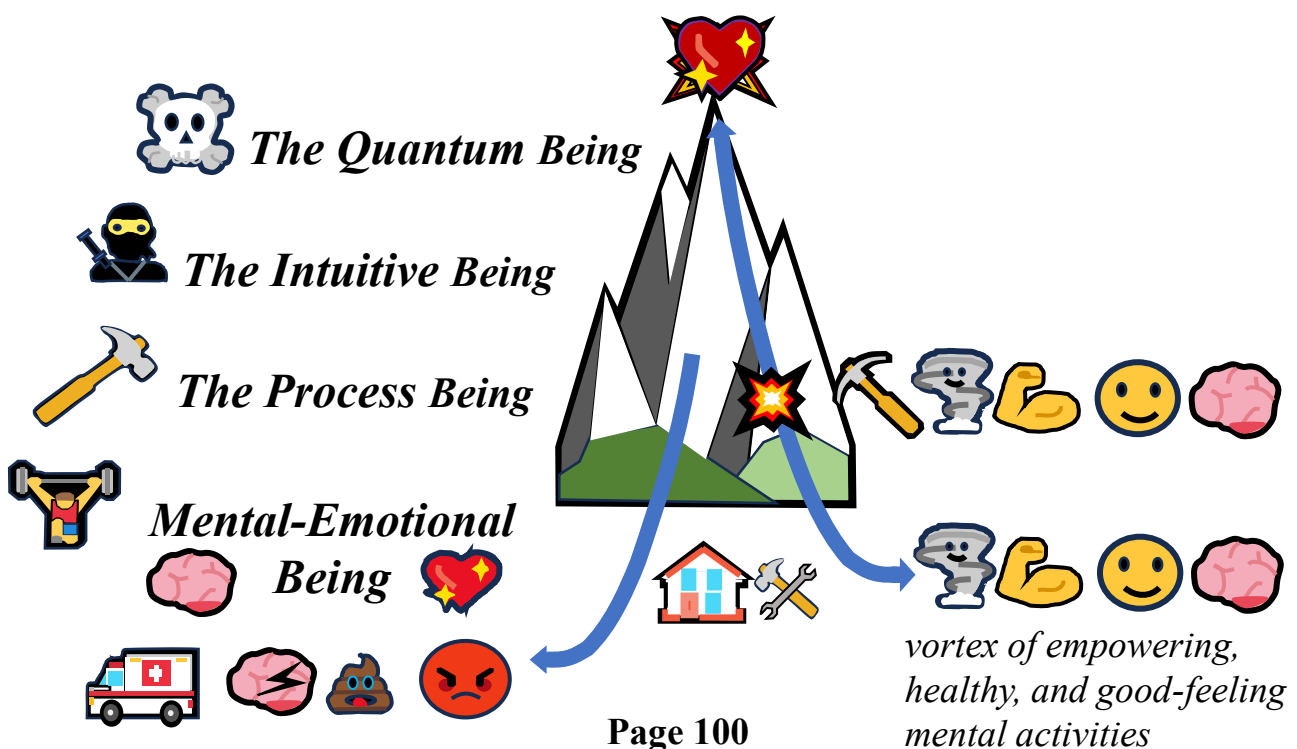 The Quantum Being
The Intuitive Being
The Process Being
Mental-Emotional
Being
vortex of empowering,
healthy, and good-feeling
mental activities
Page 100